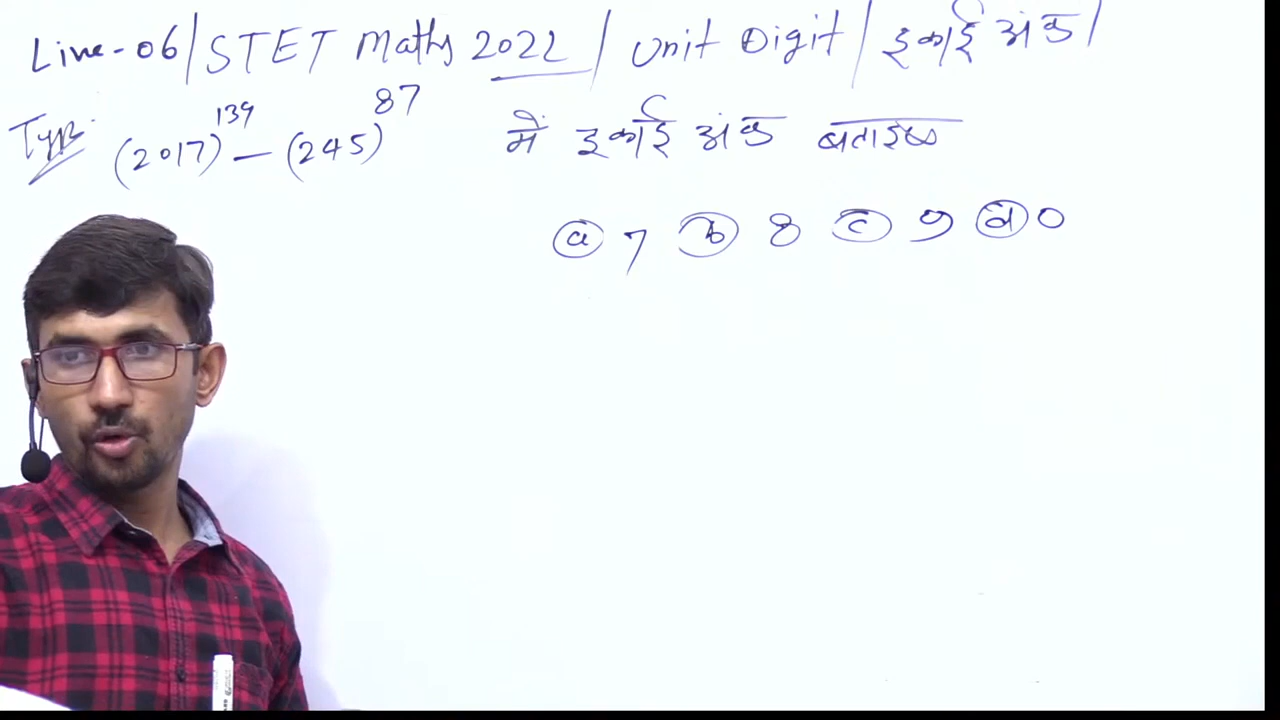 Live-06/STET Maths 2022/Unit Digit/इकाई अंक/
Type- (2017)^139 — (245)^87 में इकाई अंक बताइए
ⓐ 7 ⓑ 8 ⓒ 9 ⓓ 0